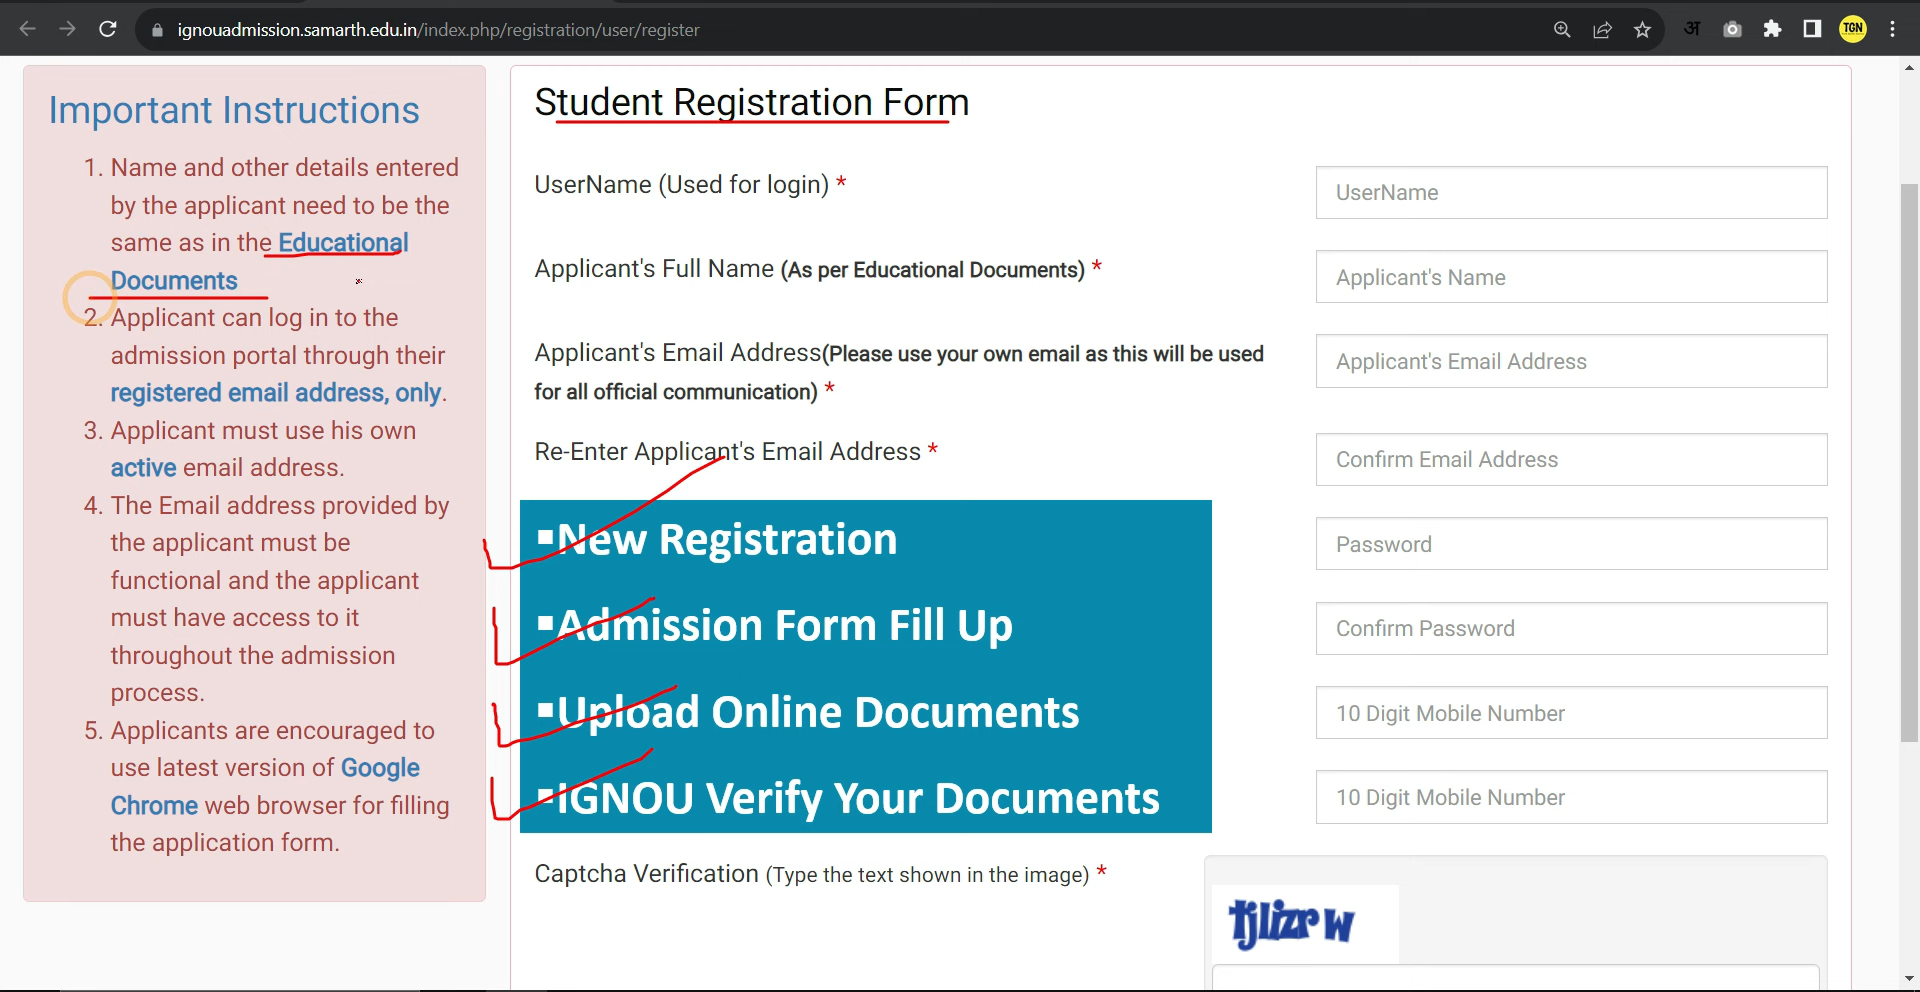 ignouadmission.samarth.edu.in/index.php/registration/user/register
अ
TGN
Important Instructions
1. Name and other details entered
by the applicant need to be the
same as in the Educational
Documents
2. Applicant can log in to the
admission portal through their
registered email address, only.
3. Applicant must use his own
active email address.
4. The Email address provided by
the applicant must be
functional and the applicant
must have access to it
throughout the admission
process.
5. Applicants are encouraged to
use latest version of Google
Chrome web browser for filling
the application form.
Student Registration Form
UserName (Used for login) *
UserName
Applicant's Full Name (As per Educational Documents) *
Applicant's Name
Applicant's Email Address(Please use your own email as this will be used
for all official communication) *
Applicant's Email Address
Re-Enter Applicant's Email Address *
Confirm Email Address
▪New Registration
▪Admission Form Fill Up
▪Upload Online Documents
▪IGNOU Verify Your Documents
Password
Confirm Password
10 Digit Mobile Number
10 Digit Mobile Number
Captcha Verification (Type the text shown in the image) *
tjlizrw